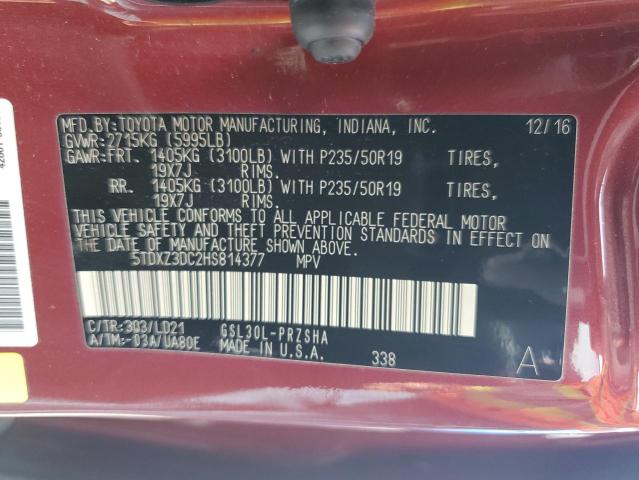 MFD.BY:TOYOTA MOTOR MANUFACTURING, INDIANA, INC. 12/16
GVWR:2715KG (5995LB)
GAWR:FRT. 1405KG (3100LB) WITH P235/50R19 TIRES,
19X7J RIMS.
RR. 1405KG (3100LB) WITH P235/50R19 TIRES,
19X7J RIMS.
THIS VEHICLE CONFORMS TO ALL APPLICABLE FEDERAL MOTOR
VEHICLE SAFETY AND THEFT PREVENTION STANDARDS IN EFFECT ON
THE DATE OF MANUFACTURE SHOWN ABOVE.
5TDXZ3DC2HS814377 MPV
C/TR:3Q3/LD21 GSL30L-PRZSHA
A/TM:-03A/UA80E MADE IN U.S.A. 338 A